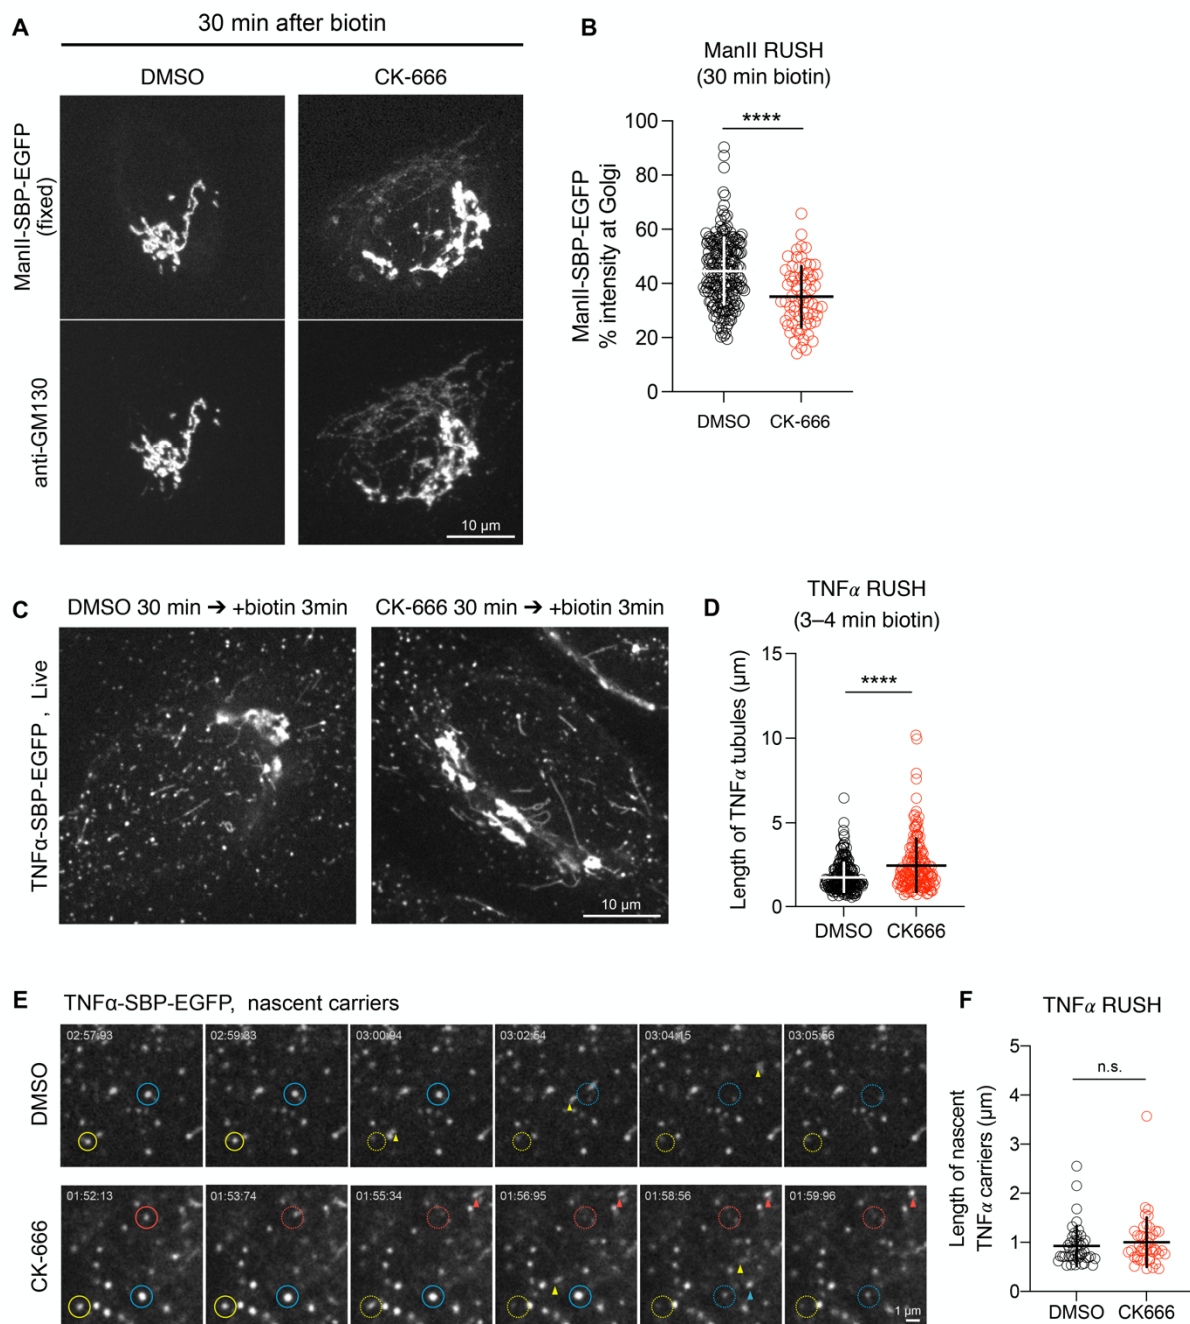 A
30 min after biotin
DMSO
CK-666
ManII-SBP-EGFP
(fixed)
anti-GM130
10 µm
B
ManII RUSH
(30 min biotin)
****
ManII-SBP-EGFP
% intensity at Golgi
100
80
60
40
20
0
DMSO
CK-666
C
DMSO 30 min ➔ +biotin 3min
CK-666 30 min ➔ +biotin 3min
TNFα-SBP-EGFP , Live
10 µm
D
TNFα RUSH
(3–4 min biotin)
****
Length of TNFα tubules (µm)
15
10
5
0
DMSO
CK666
E
TNFα-SBP-EGFP, nascent carriers
DMSO
02:57:93
02:59:33
03:00:94
03:02:54
03:04:15
03:05:56
CK-666
01:52:13
01:53:74
01:55:34
01:56:95
01:58:56
01:59:96
1 µm
F
TNFα RUSH
n.s.
Length of nascent
TNFα carriers (µm)
5
4
3
2
1
0
DMSO
CK666